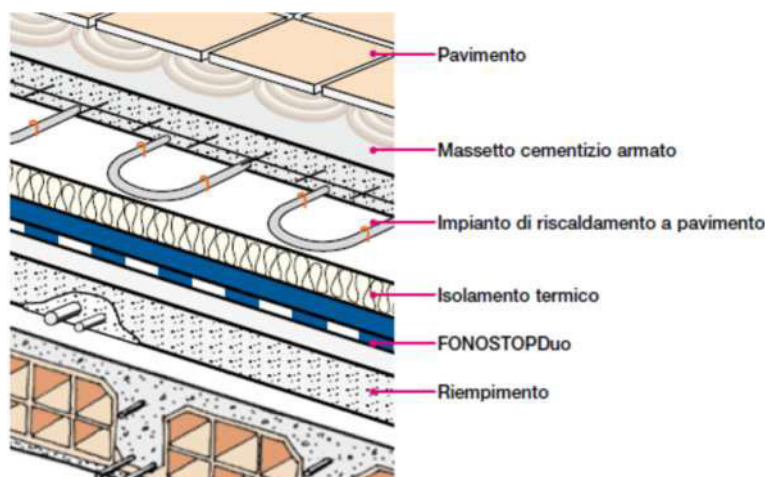 Pavimento
Massetto cementizio armato
Impianto di riscaldamento a pavimento
Isolamento termico
FONOSTOPDuo
Riempimento